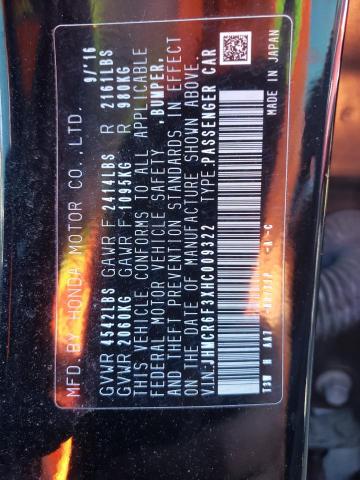 MFD. BY HONDA MOTOR CO., LTD. 9/'16
GVWR 4542LBS GAWR F 2414LBS R 2161LBS
GVWR 2060KG GAWR F 1095KG R 980KG
THIS VEHICLE CONFORMS TO ALL APPLICABLE
FEDERAL MOTOR VEHICLE SAFETY, BUMPER,
AND THEFT PREVENTION STANDARDS IN EFFECT
ON THE DATE OF MANUFACTURE SHOWN ABOVE.
V.I.N.: JHMCR6F3XHC009322 TYPE: PASSENGER CAR
-A-C
MADE IN JAPAN